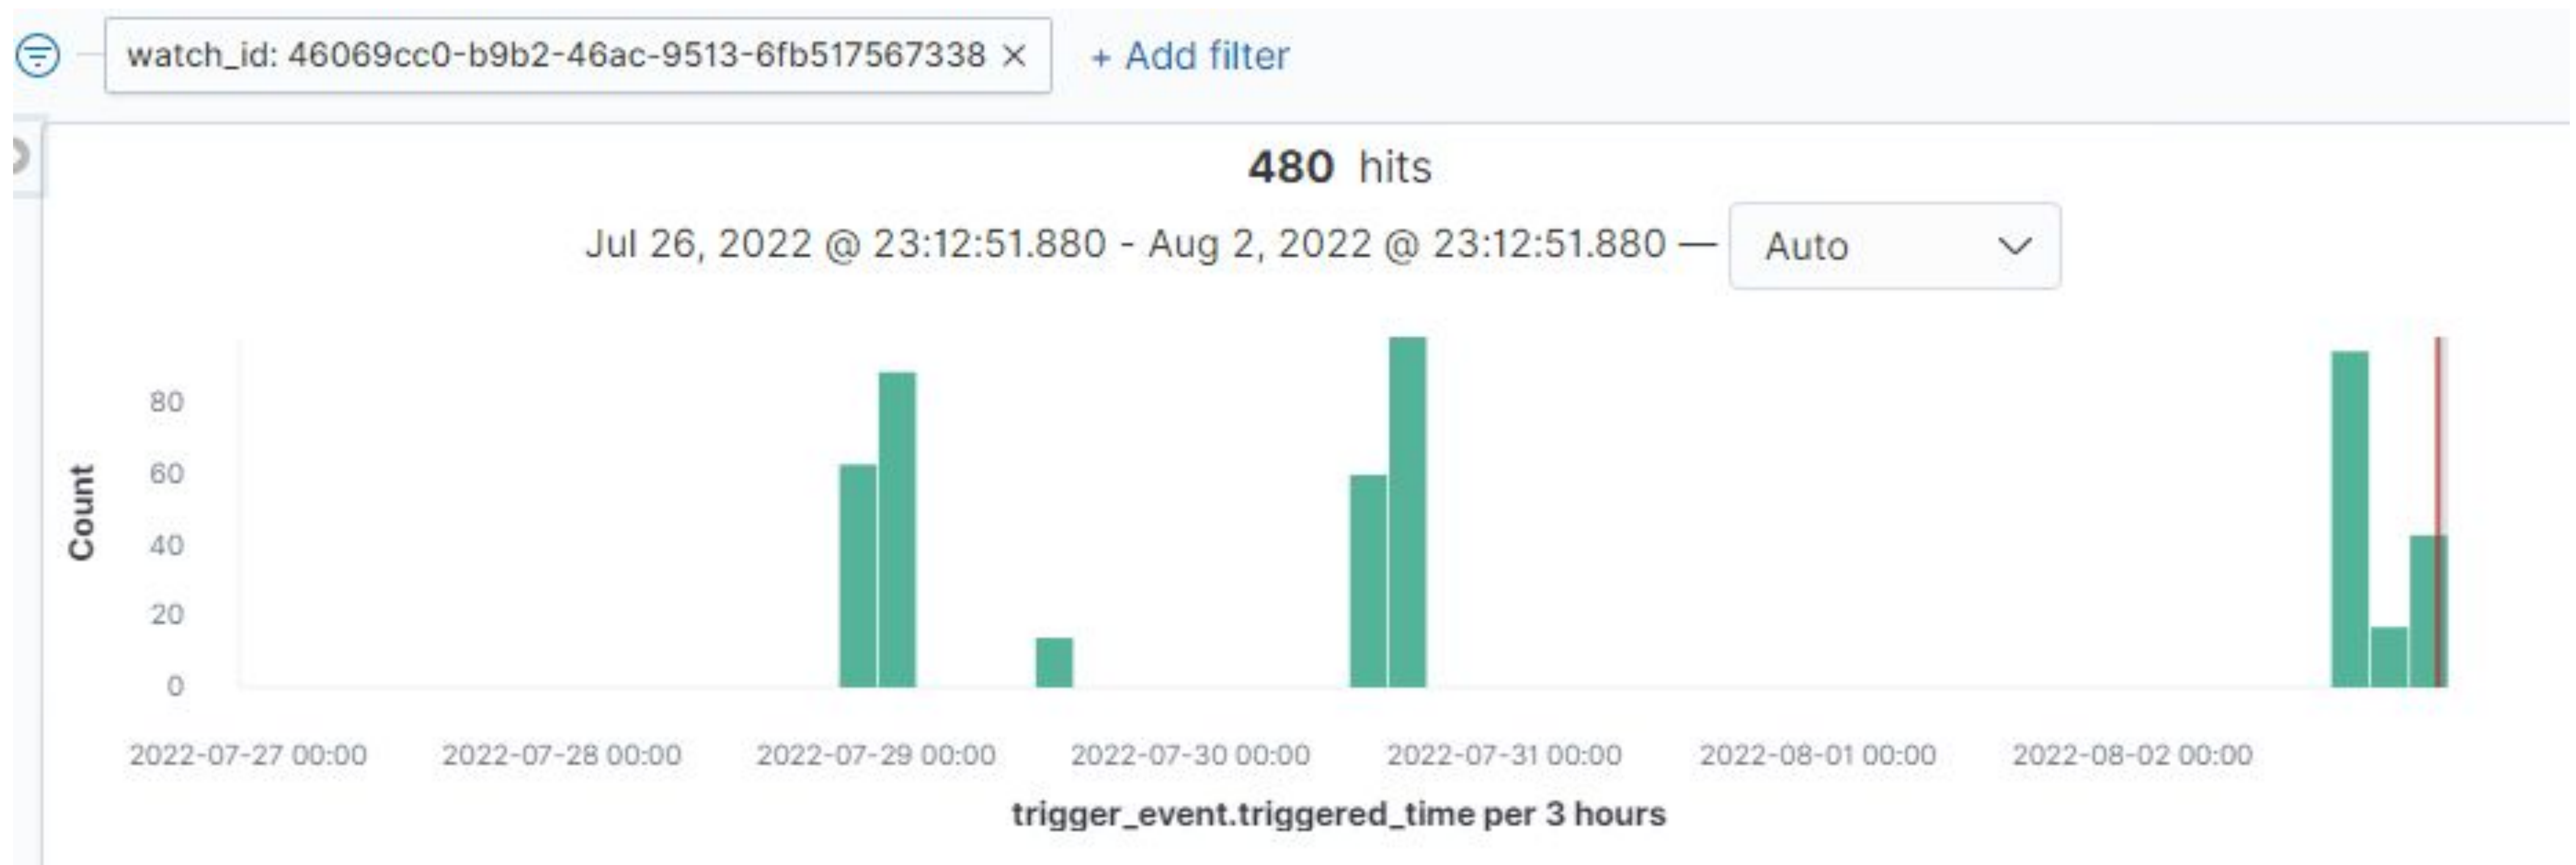 watch_id: 46069cc0-b9b2-46ac-9513-6fb517567338 × + Add filter
480 hits
Jul 26, 2022 @ 23:12:51.880 - Aug 2, 2022 @ 23:12:51.880 — Auto
Count
80
60
40
20
0
2022-07-27 00:00 2022-07-28 00:00 2022-07-29 00:00 2022-07-30 00:00 2022-07-31 00:00 2022-08-01 00:00 2022-08-02 00:00
trigger_event.triggered_time per 3 hours